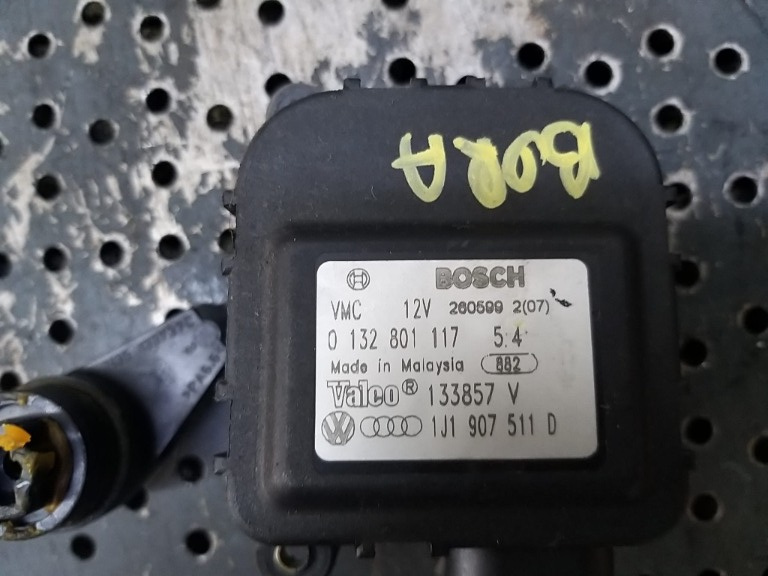 BORA
BOSCH
VMC 12V 260599 2(07)
0 132 801 117 5.4
Made in Malaysia 882
Valeo® 133857 V
1J1 907 511 D